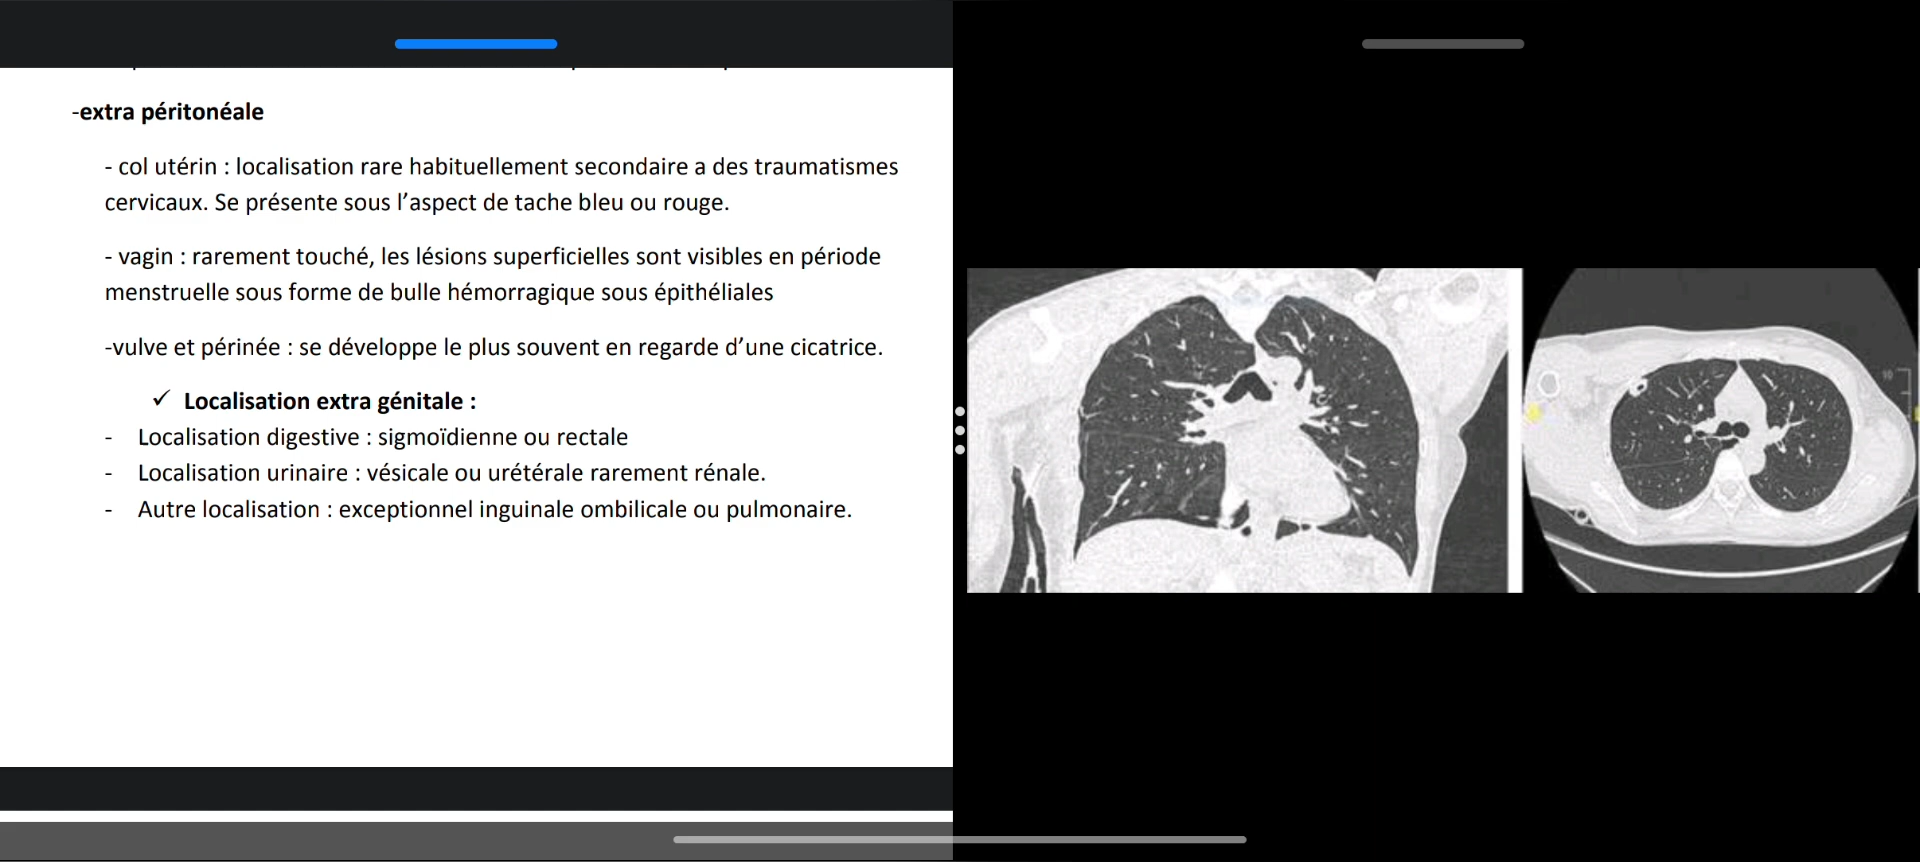 -extra péritonéale
- col utérin : localisation rare habituellement secondaire a des traumatismes
cervicaux. Se présente sous l’aspect de tache bleu ou rouge.
- vagin : rarement touché, les lésions superficielles sont visibles en période
menstruelle sous forme de bulle hémorragique sous épithéliales
-vulve et périnée : se développe le plus souvent en regarde d’une cicatrice.
✓ Localisation extra génitale :
- Localisation digestive : sigmoïdienne ou rectale
- Localisation urinaire : vésicale ou urétérale rarement rénale.
- Autre localisation : exceptionnel inguinale ombilicale ou pulmonaire.